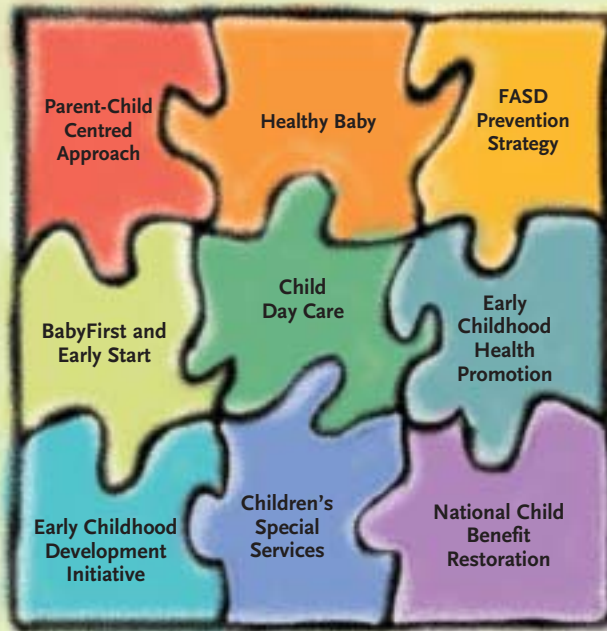 Parent-Child
Centred
Approach
Healthy Baby
FASD
Prevention
Strategy
BabyFirst and
Early Start
Child
Day Care
Early
Childhood
Health
Promotion
Early Childhood
Development
Initiative
Children's
Special
Services
National Child
Benefit
Restoration